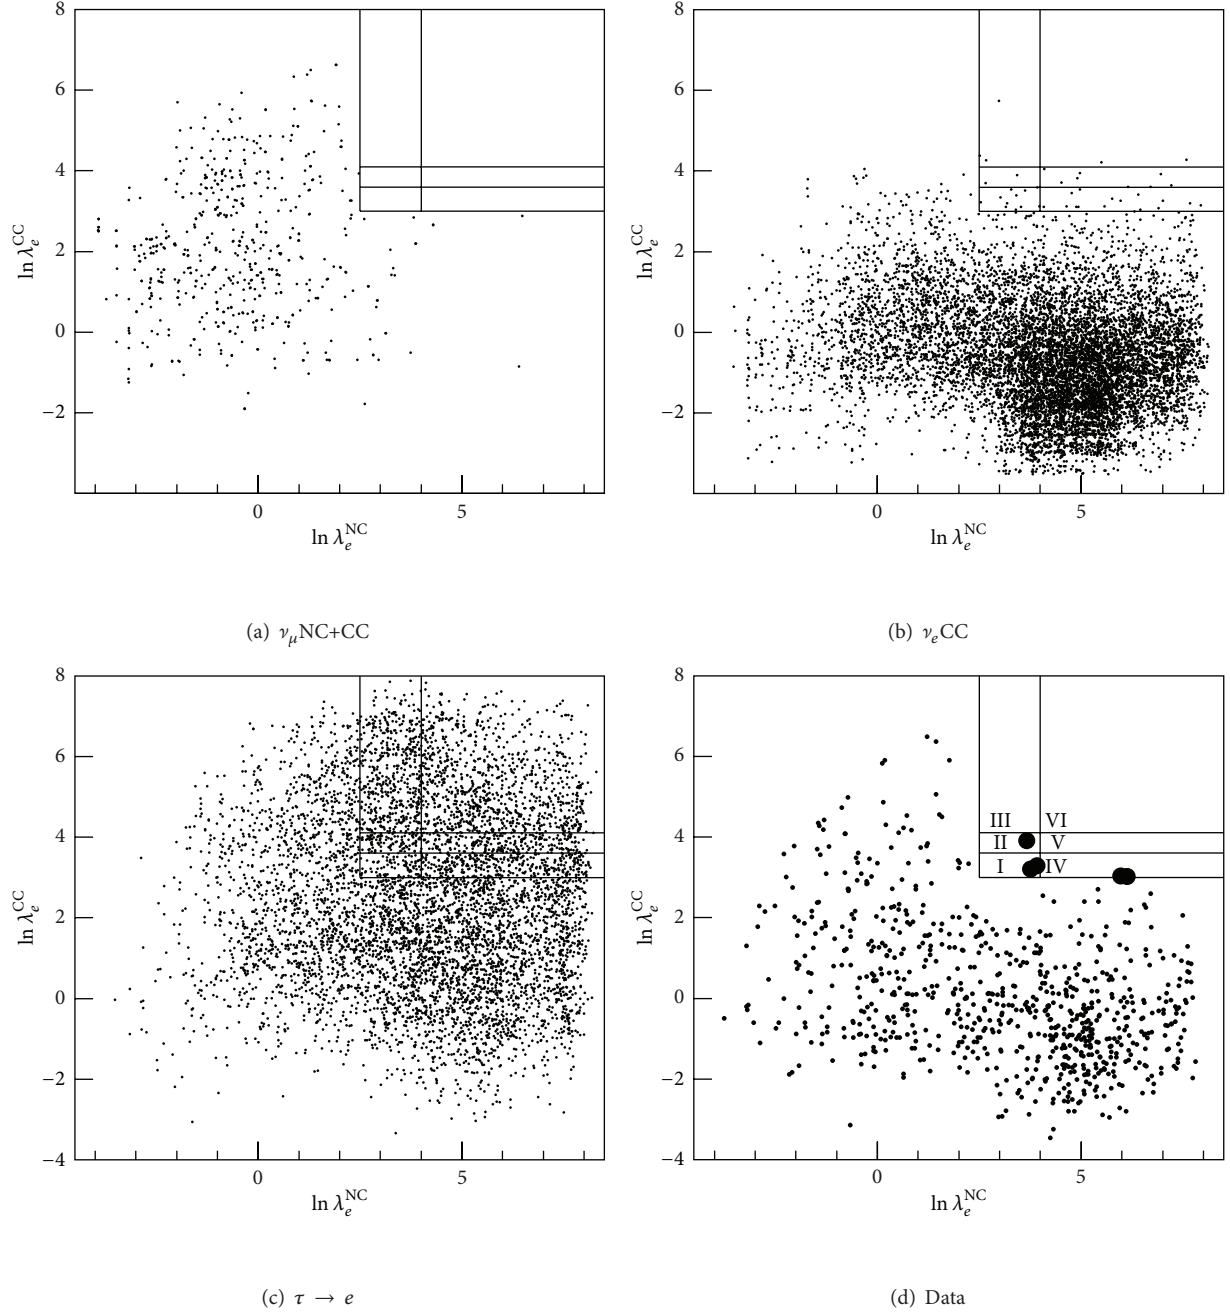 8 8
6 6
4 4
2 2
0 0
−2 −2
ln λ_e^CC ln λ_e^CC
0 5 0 5
ln λ_e^NC ln λ_e^NC
(a) ν_μNC+CC (b) ν_eCC
8 8
6 6
III VI
4 4
II V
I IV
2 2
0 0
−2 −2
−4 −4
ln λ_e^CC ln λ_e^CC
0 5 0 5
ln λ_e^NC ln λ_e^NC
(c) τ → e (d) Data